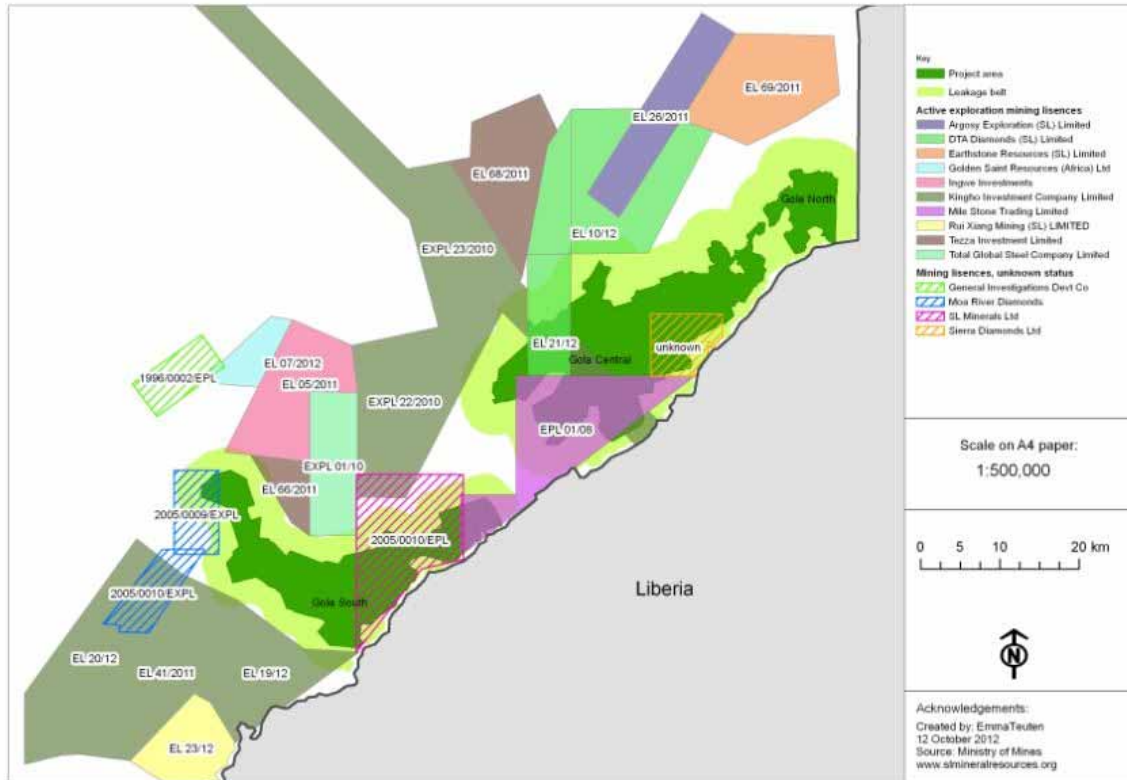 EL 69/2011
EL 26/2011
EL 68/2011
Gola North
EL 10/12
EXPL 23/2010
EL 21/12
Gola Central
unknown
EL 07/2012
1996/0002/EPL
EL 05/2011
EXPL 22/2010
EPL 01/08
EXPL 01/10
EL 66/2011
2005/0009/EXPL
2005/0010/EPL
2005/0010/EXPL
Gola South
Liberia
EL 20/12
EL 41/2011
EL 19/12
EL 23/12
Key
Project area
Leakage belt
Active exploration mining lisences
Argosy Exploration (SL) Limited
DTA Diamonds (SL) Limited
Earthstone Resources (SL) Limited
Golden Saint Resources (Africa) Ltd
Ingwe Investments
Kingho Investment Company Limited
Mile Stone Trading Limited
Rui Xiang Mining (SL) LIMITED
Tezza Investment Limited
Total Global Steel Company Limited
Mining lisences, unknown status
General Investigations Devt Co
Moa River Diamonds
SL Minerals Ltd
Sierra Diamonds Ltd
Scale on A4 paper:
1:500,000
0 5 10 20 km
N
Acknowledgements:
Created by: EmmaTeuten
12 October 2012
Source: Ministry of Mines
www.slmineralresources.org